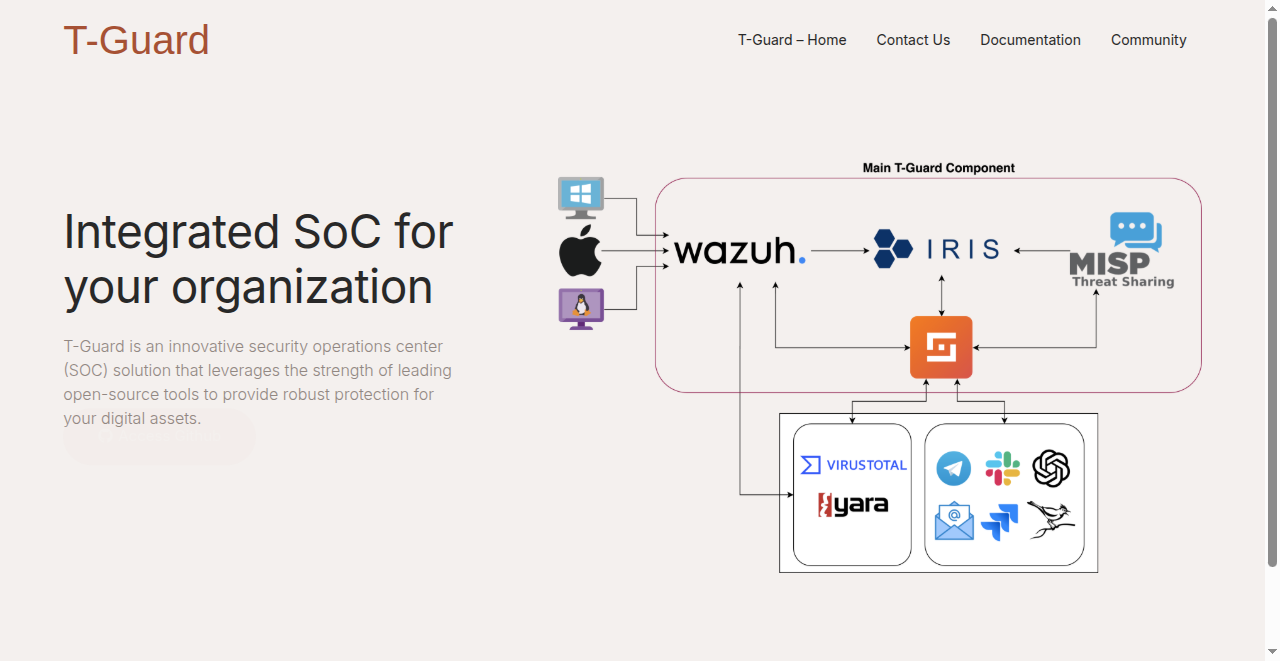 T-Guard
T-Guard – Home
Contact Us
Documentation
Community
Integrated SoC for
your organization
T-Guard is an innovative security operations center
(SOC) solution that leverages the strength of leading
open-source tools to provide robust protection for
your digital assets.
Main T-Guard Component
wazuh.
IRIS
MISP
Threat Sharing
VIRUSTOTAL
yara
@